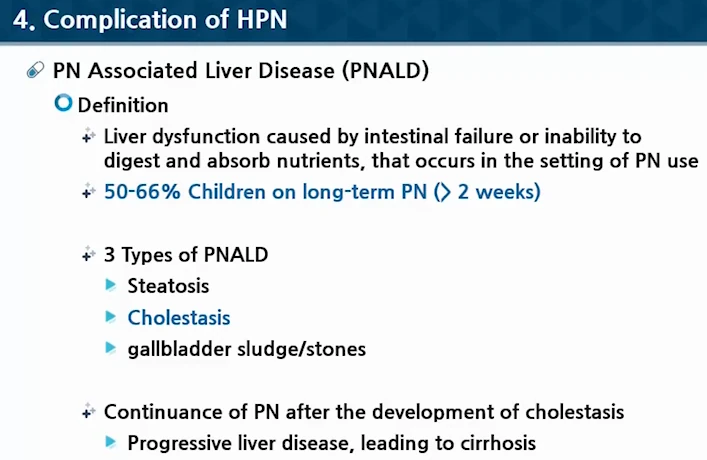 4. Complication of HPN
PN Associated Liver Disease (PNALD)
Definition
Liver dysfunction caused by intestinal failure or inability to
digest and absorb nutrients, that occurs in the setting of PN use
50-66% Children on long-term PN (> 2 weeks)
3 Types of PNALD
Steatosis
Cholestasis
gallbladder sludge/stones
Continuance of PN after the development of cholestasis
Progressive liver disease, leading to cirrhosis